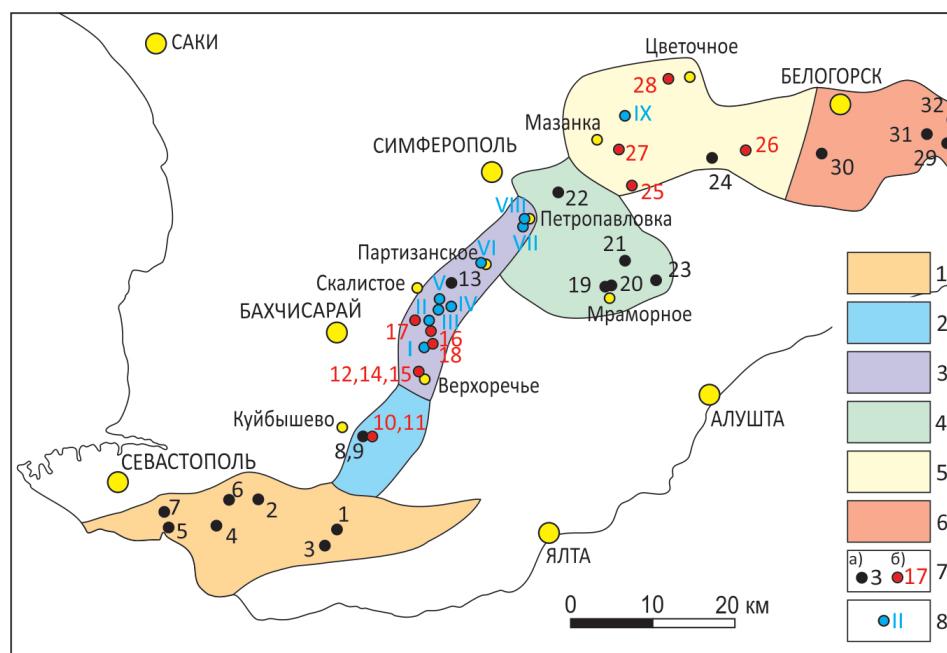 САКИ
Цветочное
28
БЕЛОГОРСК
IX
Мазанка
32
31
27
26
СИМФЕРОПОЛЬ
24
30
29
25
22
VIII
Петропавловка
VII
Партизанское
VI
21
13
23
Скалистое
V
19
20
1
II
IV
БАХЧИСАРАЙ
Мраморное
17
III
2
16
I
18
3
12,14,15
Верхоречье
АЛУШТА
Куйбышево
10,11
4
8,9
СЕВАСТОПОЛЬ
5
6
2
7
1
6
5
4
3
ЯЛТА
а)
б)
3
17
7
0
10
20 км
II
8